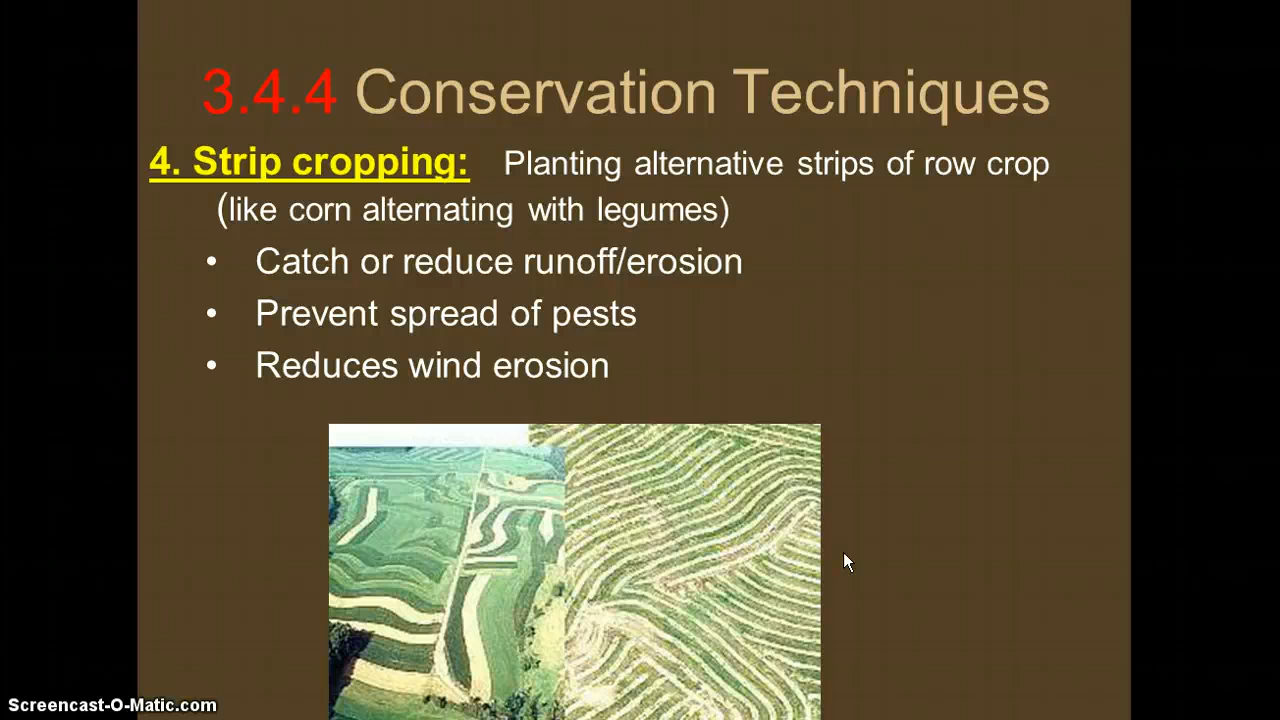 3.4.4 Conservation Techniques
4. Strip cropping: Planting alternative strips of row crop
(like corn alternating with legumes)
• Catch or reduce runoff/erosion
• Prevent spread of pests
• Reduces wind erosion
Screencast-O-Matic.com